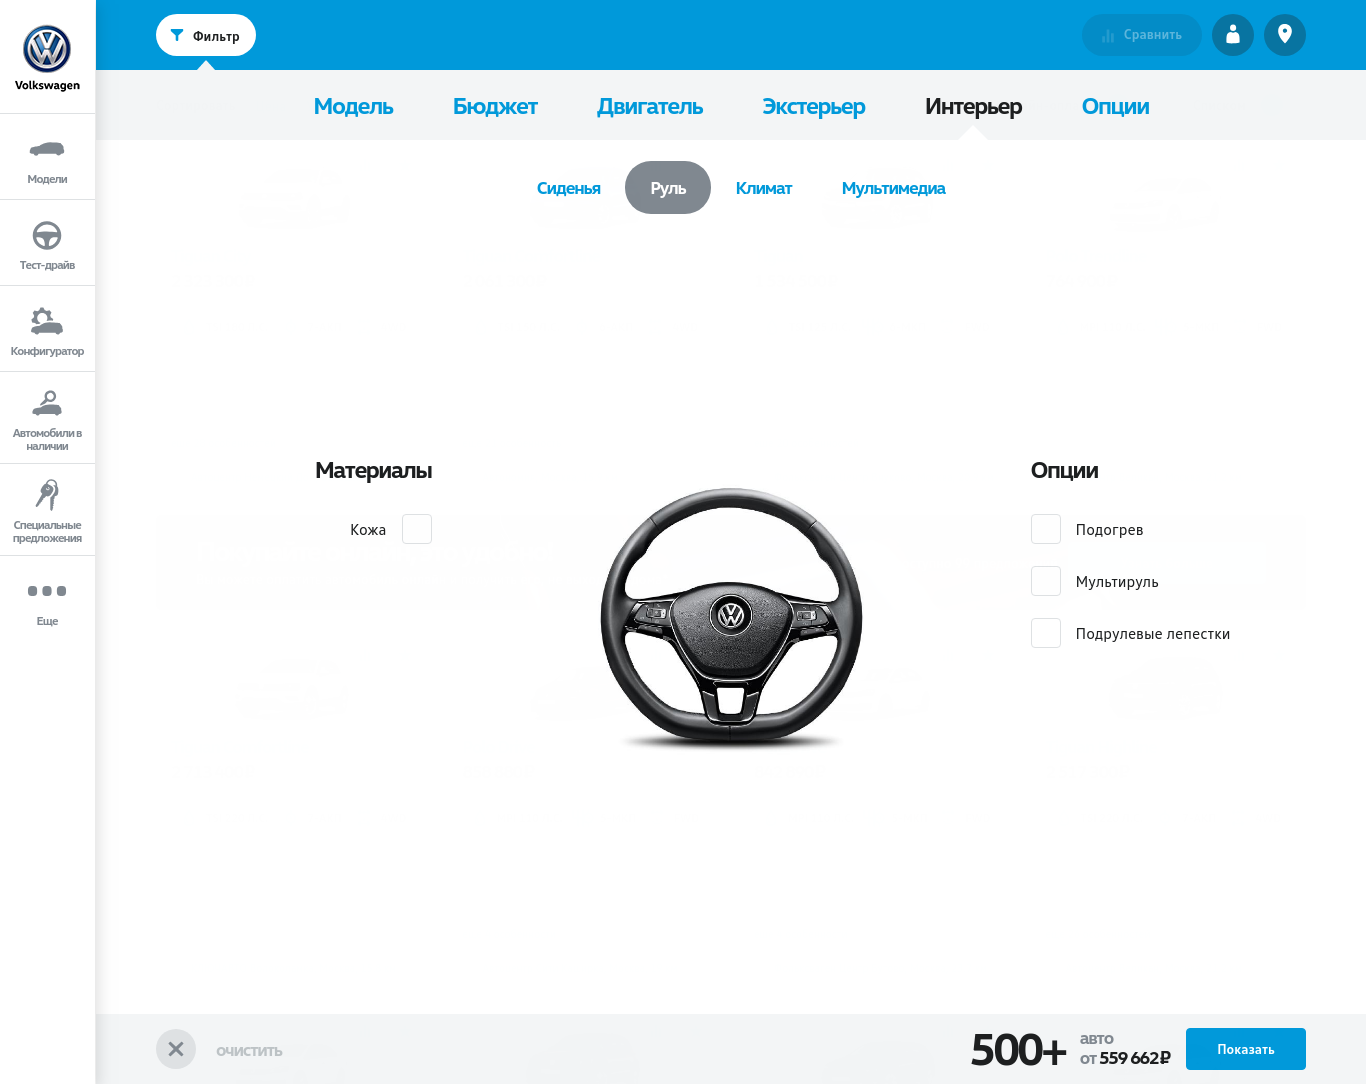 Фильтр
Сравнить
Volkswagen
Модель
Бюджет
Двигатель
Экстерьер
Интерьер
Опции
Модели
Тест-драйв
Конфигуратор
Автомобили в
наличии
Специальные
предложения
Еще
Сиденья
Руль
Климат
Мультимедиа
Материалы
Кожа
Опции
Подогрев
Мультируль
Подрулевые лепестки
очистить
500+
авто
от 559 662₽
Показать